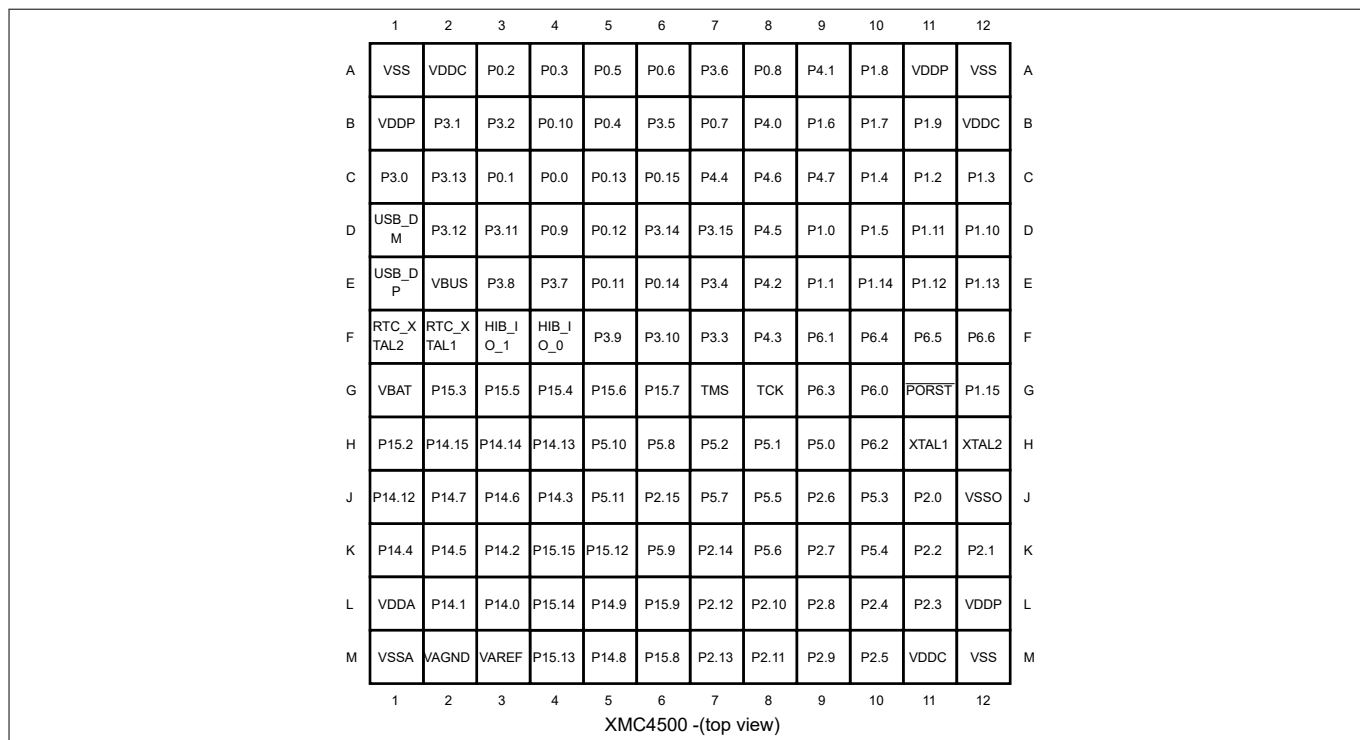 1 2 3 4 5 6 7 8 9 10 11 12
A VSS VDDC P0.2 P0.3 P0.5 P0.6 P3.6 P0.8 P4.1 P1.8 VDDP VSS A
B VDDP P3.1 P3.2 P0.10 P0.4 P3.5 P0.7 P4.0 P1.6 P1.7 P1.9 VDDC B
C P3.0 P3.13 P0.1 P0.0 P0.13 P0.15 P4.4 P4.6 P4.7 P1.4 P1.2 P1.3 C
D USB_DM P3.12 P3.11 P0.9 P0.12 P3.14 P3.15 P4.5 P1.0 P1.5 P1.11 P1.10 D
E USB_DP VBUS P3.8 P3.7 P0.11 P0.14 P3.4 P4.2 P1.1 P1.14 P1.12 P1.13 E
F RTC_XTAL2 RTC_XTAL1 HIB_IO_1 HIB_IO_0 P3.9 P3.10 P3.3 P4.3 P6.1 P6.4 P6.5 P6.6 F
G VBAT P15.3 P15.5 P15.4 P15.6 P15.7 TMS TCK P6.3 P6.0 PORST P1.15 G
H P15.2 P14.15 P14.14 P14.13 P5.10 P5.8 P5.2 P5.1 P5.0 P6.2 XTAL1 XTAL2 H
J P14.12 P14.7 P14.6 P14.3 P5.11 P2.15 P5.7 P5.5 P2.6 P5.3 P2.0 VSSO J
K P14.4 P14.5 P14.2 P15.15 P15.12 P5.9 P2.14 P5.6 P2.7 P5.4 P2.2 P2.1 K
L VDDA P14.1 P14.0 P15.14 P14.9 P15.9 P2.12 P2.10 P2.8 P2.4 P2.3 VDDP L
M VSSA VAGND VAREF P15.13 P14.8 P15.8 P2.13 P2.11 P2.9 P2.5 VDDC VSS M
1 2 3 4 5 6 7 8 9 10 11 12
XMC4500 -(top view)